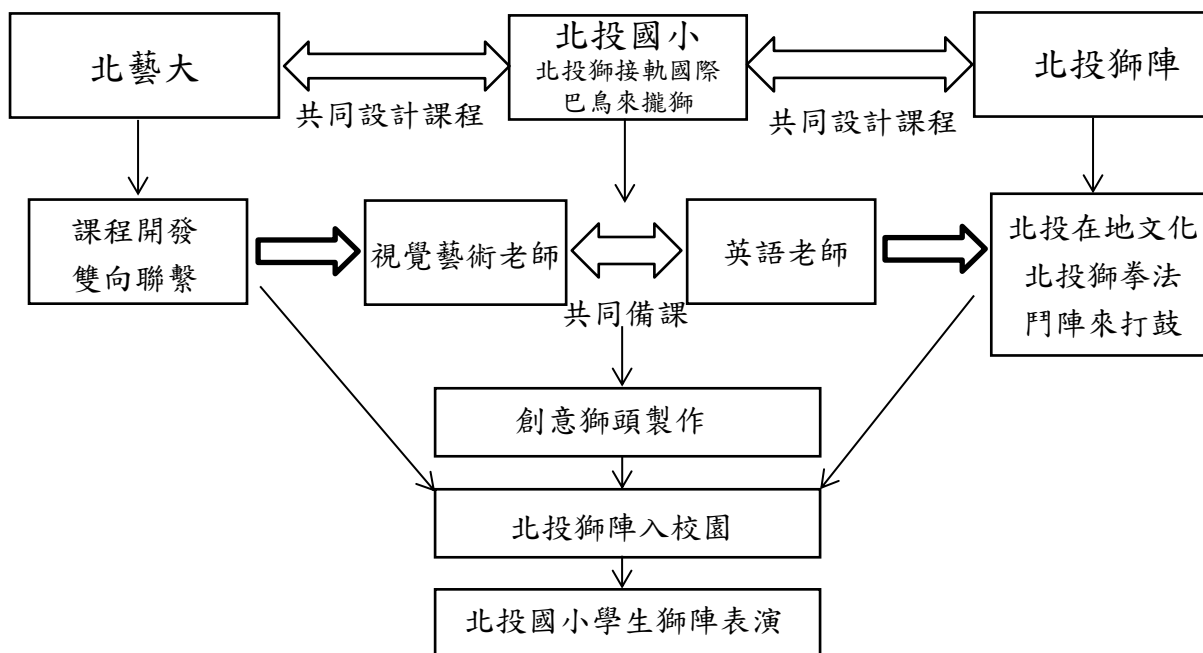 北藝大
北投國小
北投獅接軌國際
巴鳥來攏獅
北投獅陣
共同設計課程
共同設計課程
課程開發
雙向聯繫
視覺藝術老師
英語老師
北投在地文化
北投獅拳法
鬥陣來打鼓
共同備課
創意獅頭製作
北投獅陣入校園
北投國小學生獅陣表演